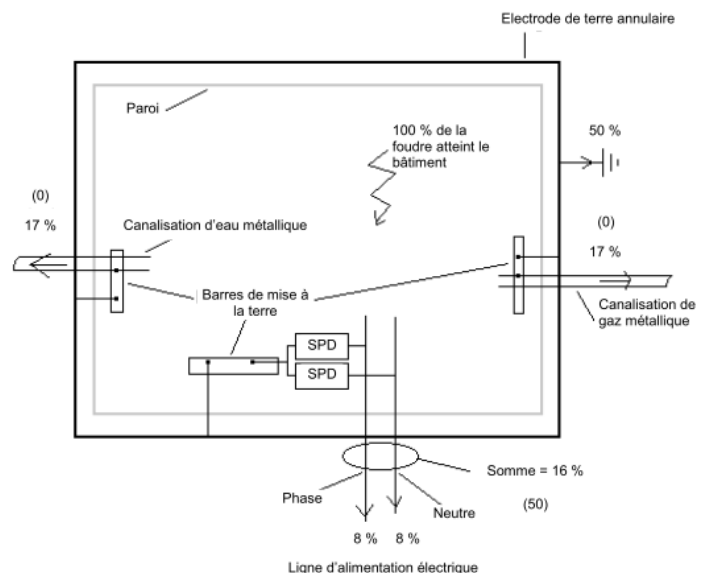 Electrode de terre annulaire
Paroi
100 % de la
foudre atteint le
bâtiment
50 %
(0)
17 %
Canalisation d'eau métallique
(0)
17 %
Barres de mise à
la terre
Canalisation de
gaz métallique
SPD
SPD
Somme = 16 %
Phase
Neutre
(50)
8 %
8 %
Ligne d'alimentation électrique